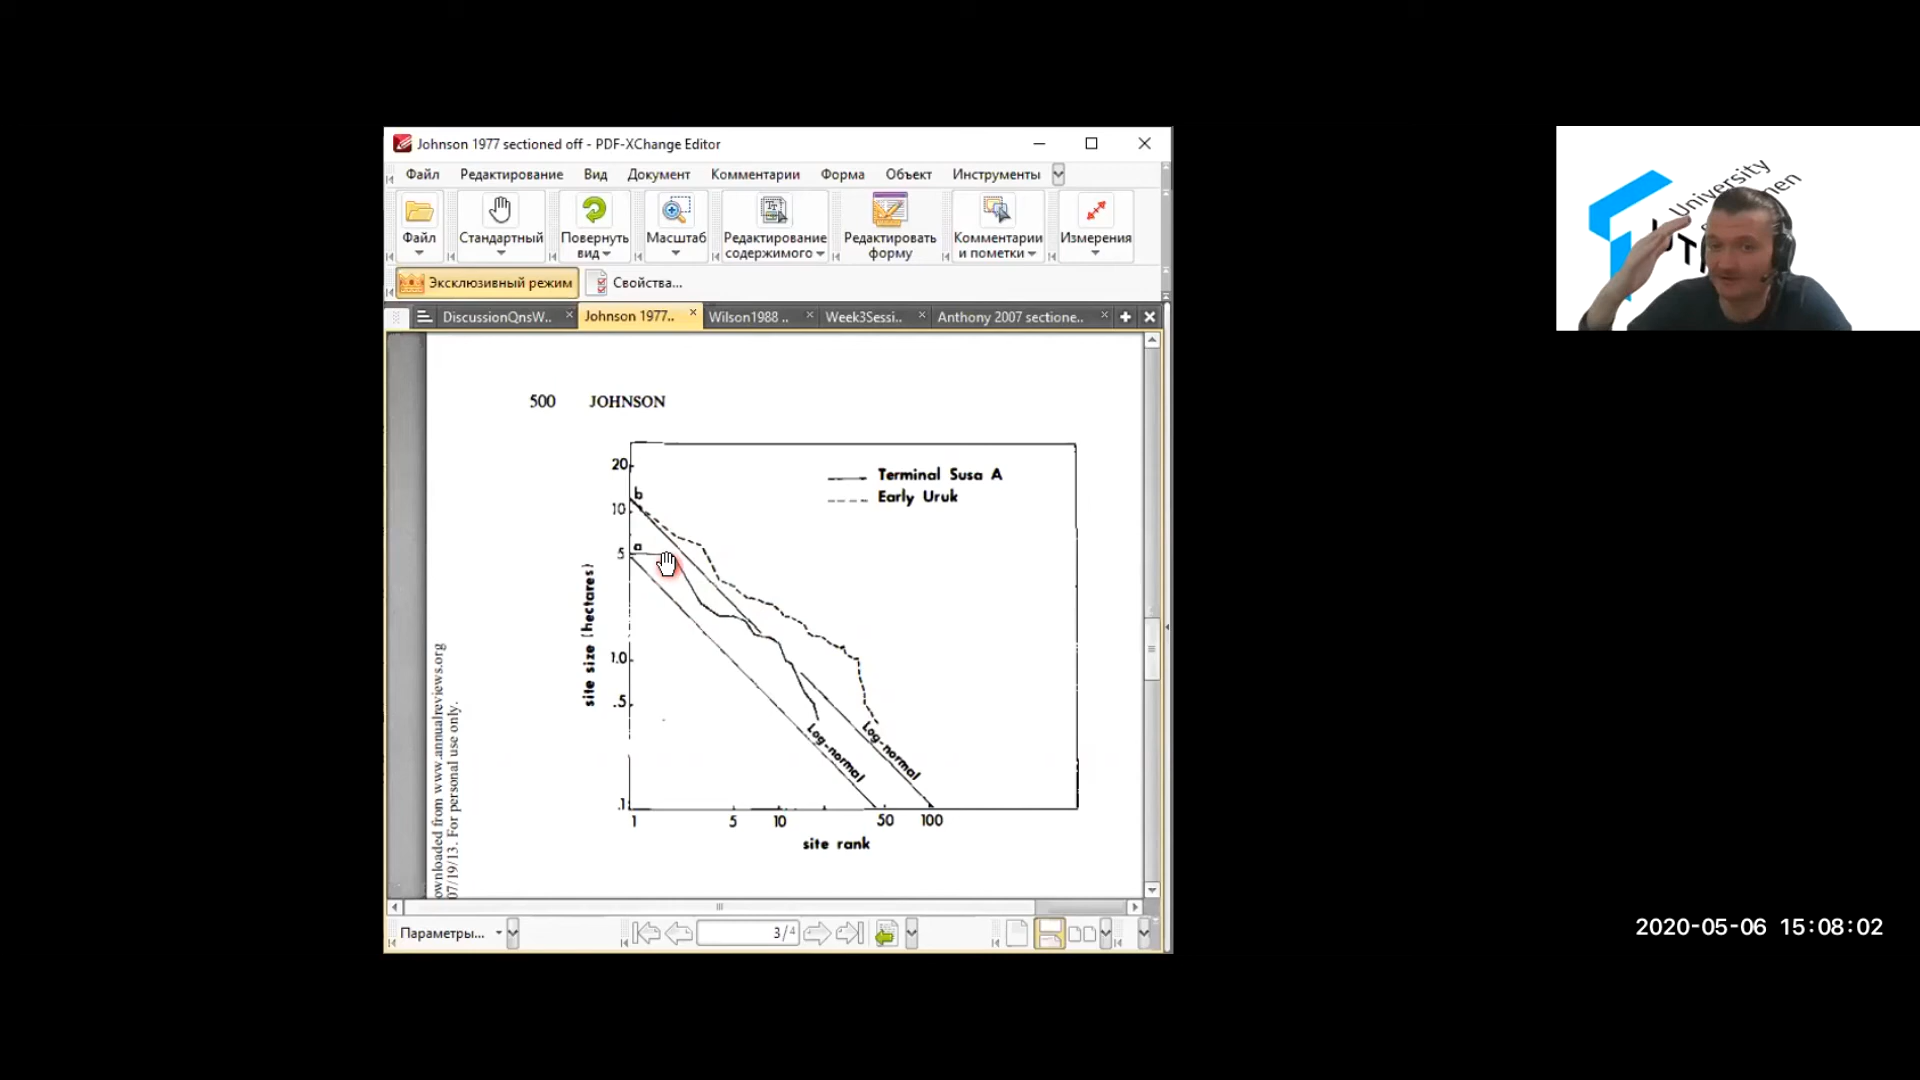 Johnson 1977 sectioned off - PDF-XChange Editor
Файл Редактирование Вид Документ Комментарии Форма Объект Инструменты
Файл Стандартный Повернуть вид Масштаб Редактирование содержимого Редактировать форму Комментарии и пометки Измерения
Эксклюзивный режим Свойства...
DiscussionQnsW.. Johnson 1977.. Wilson1988 .. Week3Sessi.. Anthony 2007 sectione..
500 JOHNSON
Terminal Susa A
Early Uruk
20
b
10
a
5
1.0
.5
.1
site size (hectares)
Log-normal
Log-normal
1 5 10 50 100
site rank
ownloaded from www.annualreviews.org
07/19/13. For personal use only.
Параметры...
3/4
University
2020-05-06 15:08:02